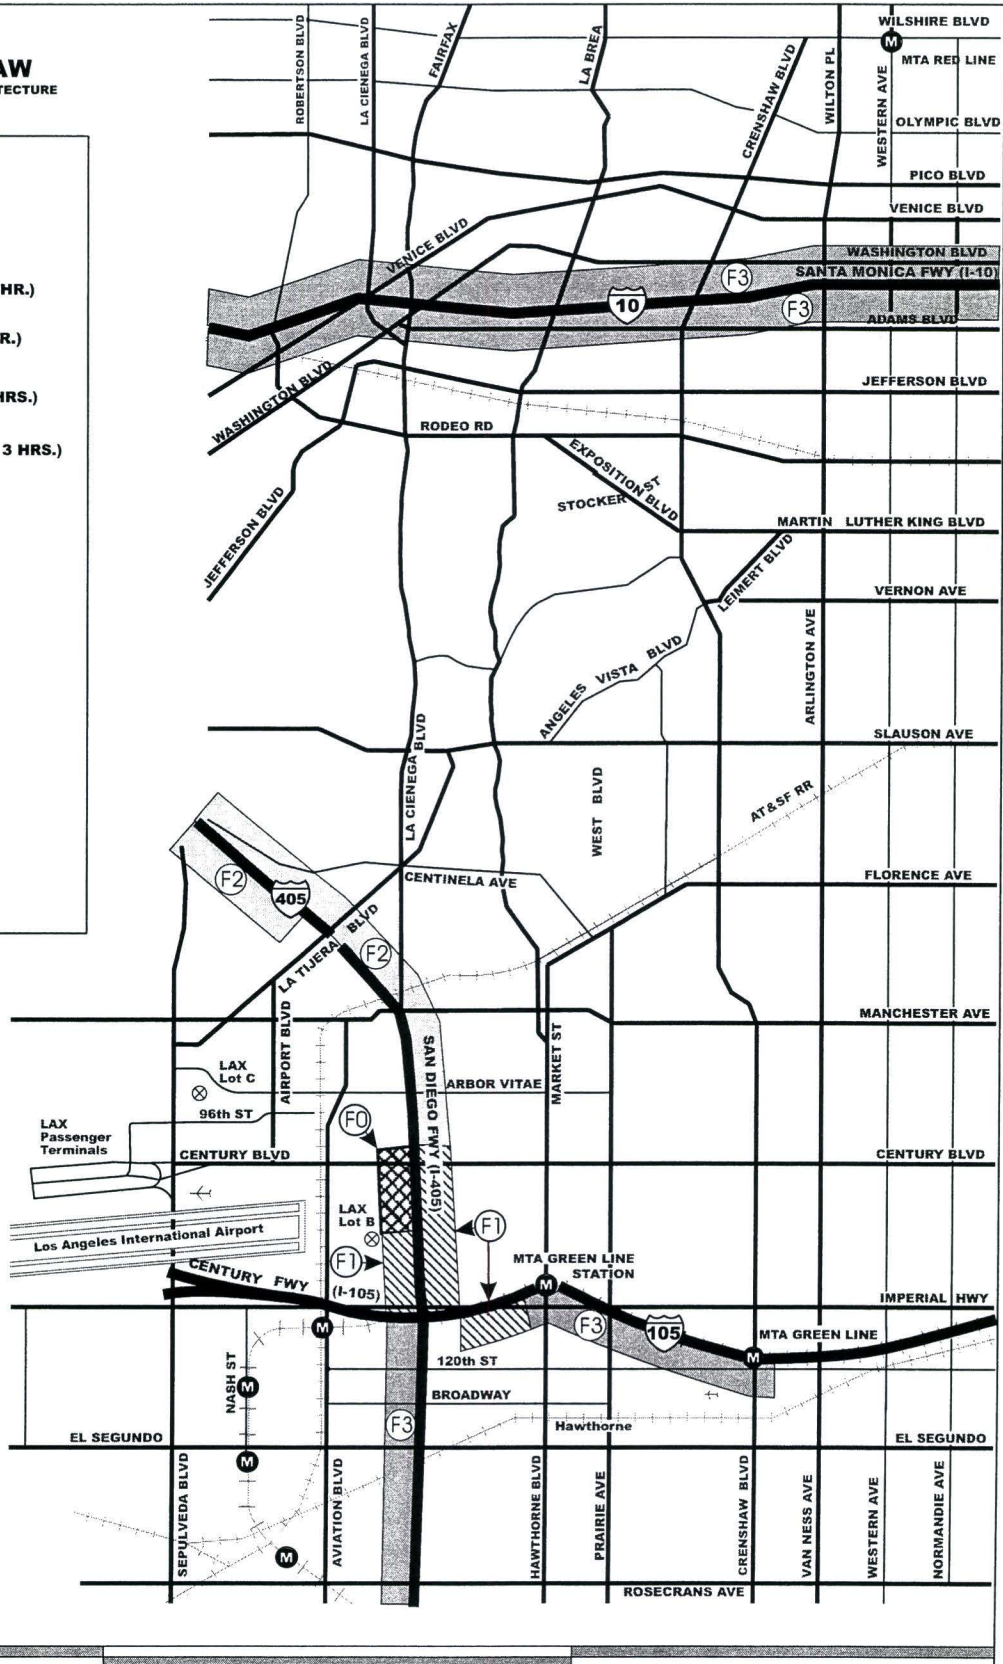 AW
TECTURE
HR.)
R.)
HRS.)
3 HRS.)
ROBERTSON BLVD
LA CIENEGA BLVD
FAIRFAX
LA BREA
CRENSHAW BLVD
WILTON PL
WESTERN AVE
WILSHIRE BLVD
M
MTA RED LINE
OLYMPIC BLVD
PICO BLVD
VENICE BLVD
VENICE BLVD
WASHINGTON BLVD
F3
SANTA MONICA FWY (I-10)
10
F3
ADAMS BLVD
WASHINGTON BLVD
JEFFERSON BLVD
RODEO RD
EXPOSITION BLVD
STOCKER ST
JEFFERSON BLVD
MARTIN LUTHER KING BLVD
LEIMERT BLVD
VERNON AVE
ARLINGTON AVE
ANGELES VISTA BLVD
LA CIENEGA BLVD
SLAUSON AVE
WEST BLVD
AT&SF RR
F2
405
CENTINELA AVE
FLORENCE AVE
LA TIJERA BLVD
F2
AIRPORT BLVD
MANCHESTER AVE
SAN DIEGO FWY (I-405)
MARKET ST
LAX
Lot C
ARBOR VITAE
96th ST
F0
LAX
Passenger
Terminals
CENTURY BLVD
CENTURY BLVD
LAX
Lot B
F1
Los Angeles International Airport
F1
MTA GREEN LINE
STATION
CENTURY FWY
(I-105)
M
IMPERIAL HWY
M
F3
105
MTA GREEN LINE
M
120th ST
NASH ST
M
BROADWAY
F3
Hawthorne
EL SEGUNDO
EL SEGUNDO
M
SEPULVEDA BLVD
AVIATION BLVD
HAWTHORNE BLVD
PRAIRIE AVE
CRENSHAW BLVD
VAN NESS AVE
WESTERN AVE
NORMANDIE AVE
M
ROSECRANS AVE